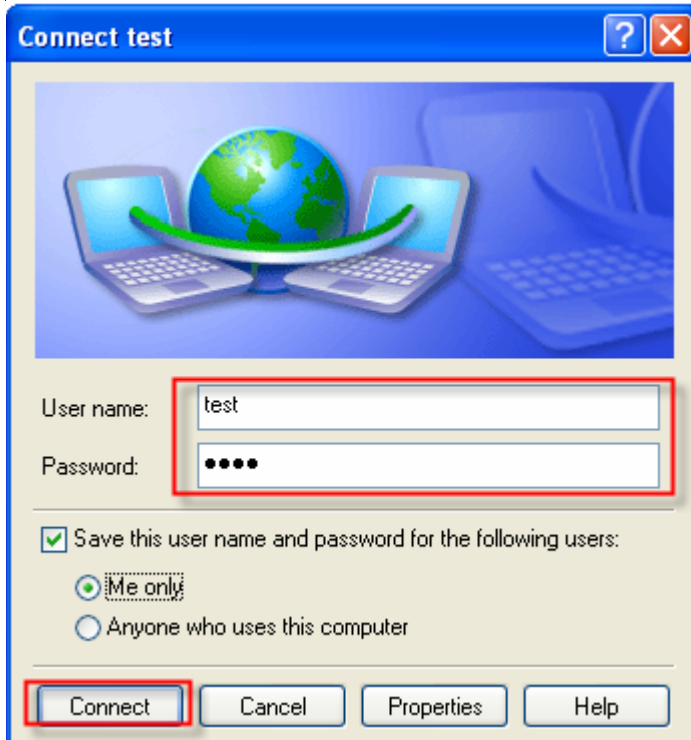 Connect test
User name:
test
Password:
••••
Save this user name and password for the following users:
Me only
Anyone who uses this computer
Connect
Cancel
Properties
Help